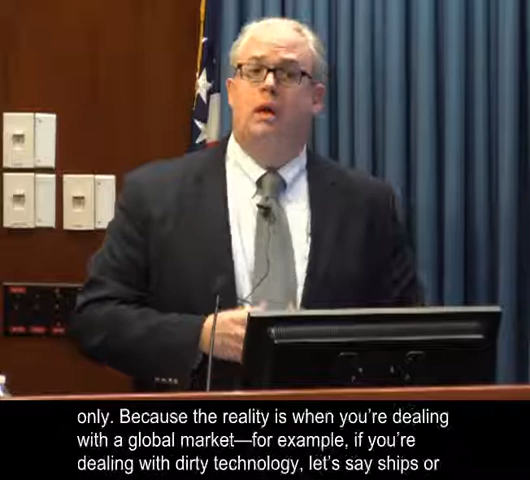 only. Because the reality is when you’re dealing
with a global market—for example, if you’re
dealing with dirty technology, let’s say ships or